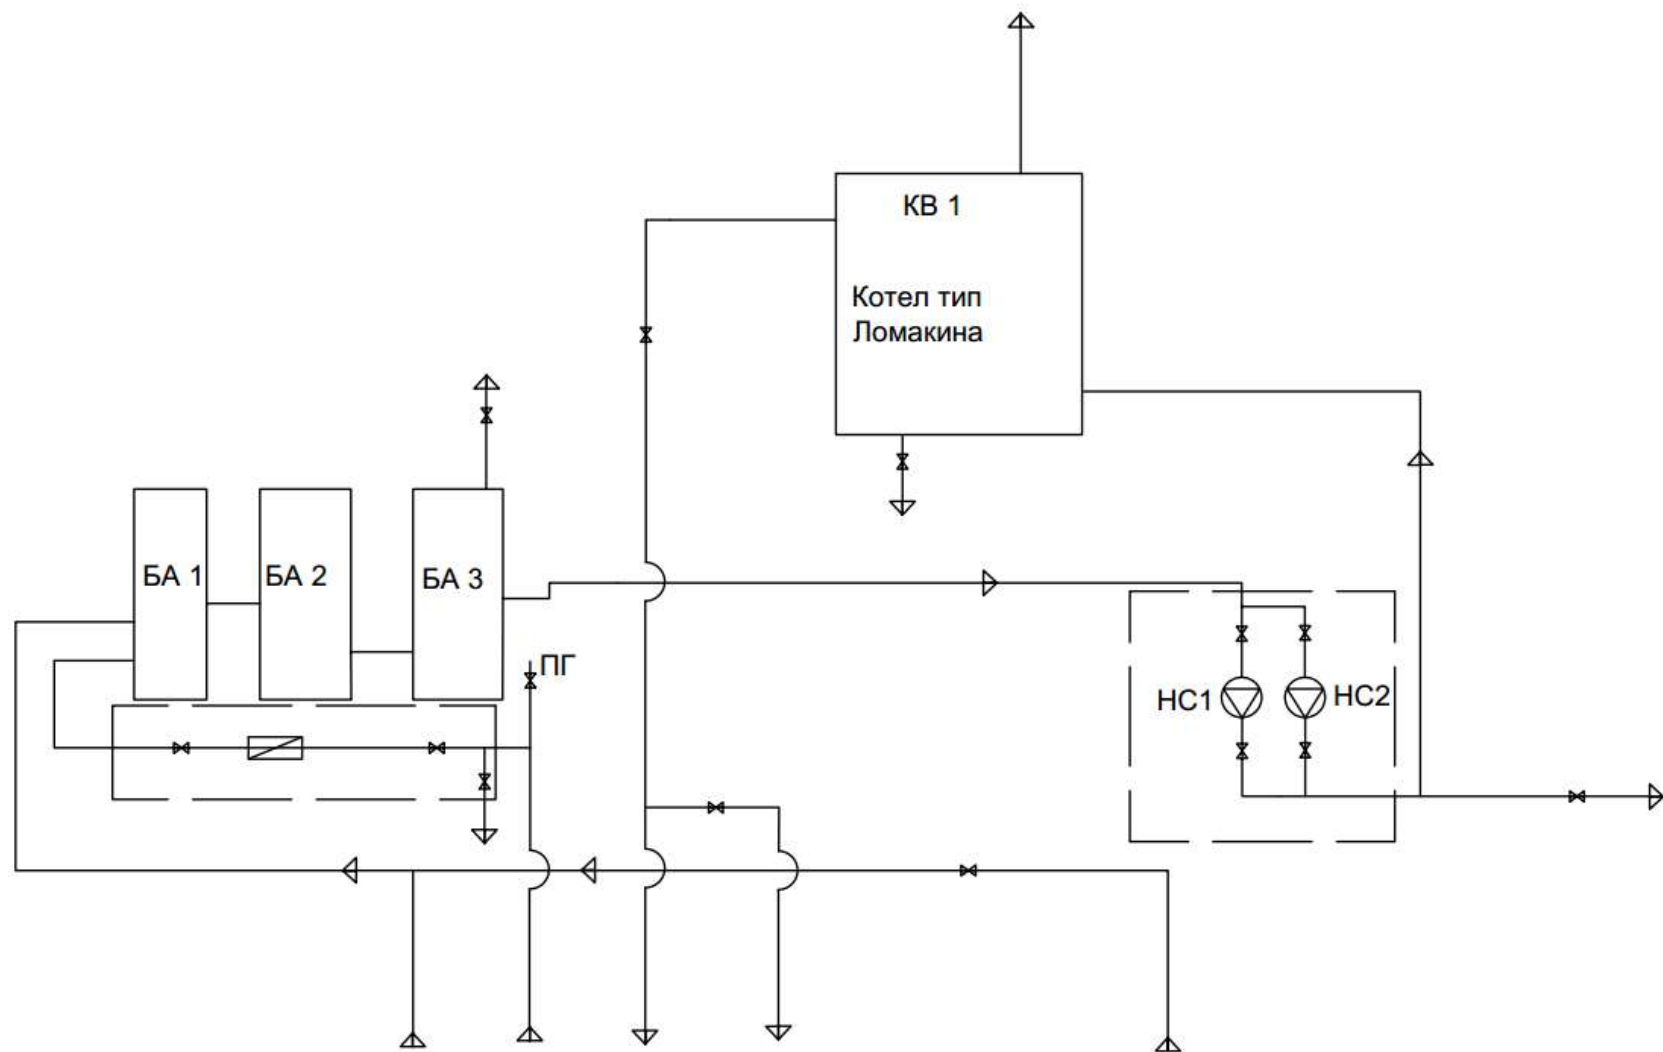 КВ 1
Котел тип
Ломакина
БА 1
БА 2
БА 3
ПГ
НС1
НС2